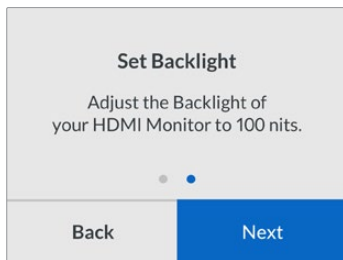 Set Backlight
Adjust the Backlight of
your HDMI Monitor to 100 nits.
Back
Next